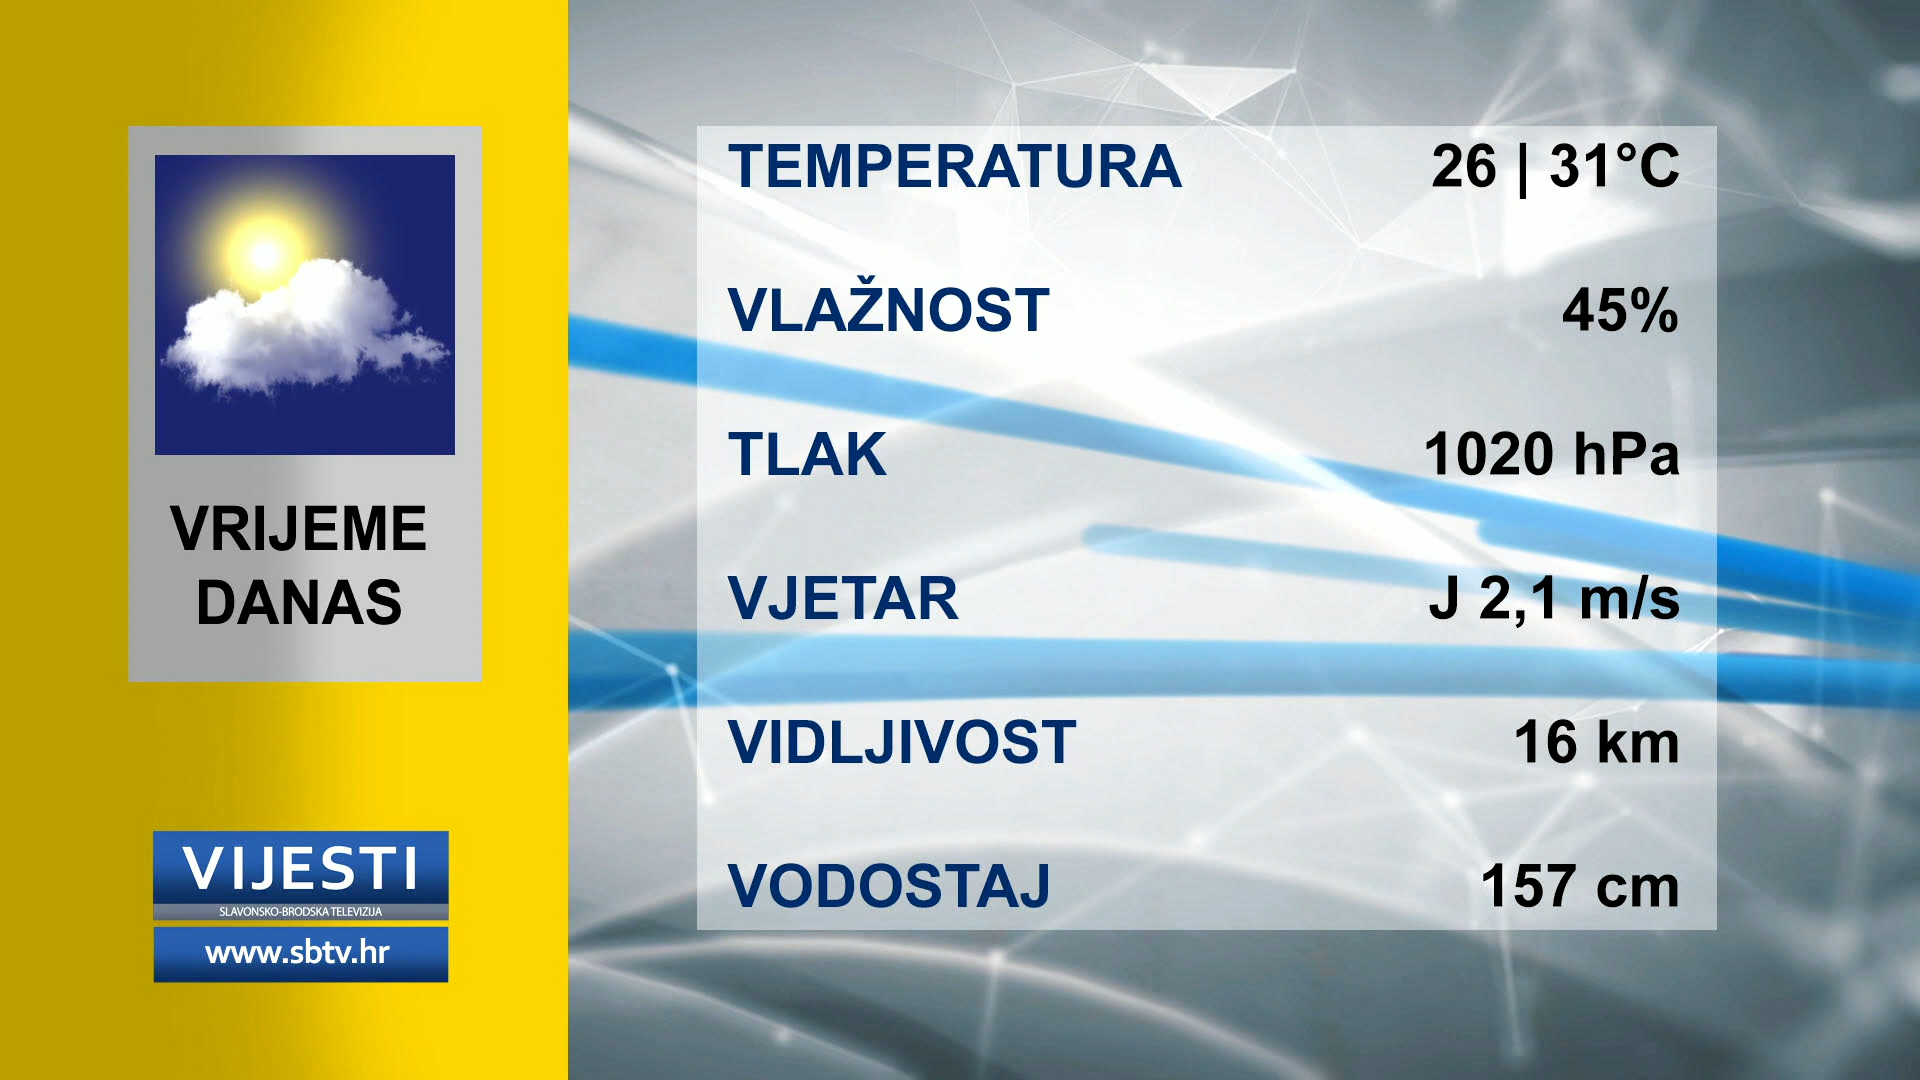 VRIJEME
DANAS
VIJESTI
SLAVONSKO-BRODSKA TELEVIZIJA
www.sbtv.hr
TEMPERATURA 26 | 31°C
VLAŽNOST 45%
TLAK 1020 hPa
VJETAR J 2,1 m/s
VIDLJIVOST 16 km
VODOSTAJ 157 cm